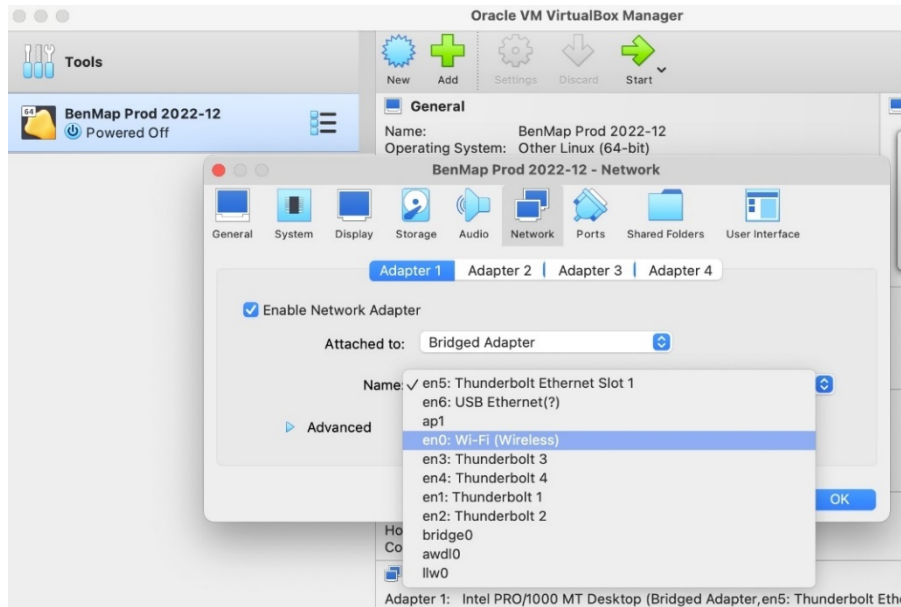 Oracle VM VirtualBox Manager
Tools
New Add Settings Discard Start
64
BenMap Prod 2022-12
Powered Off
General
Name: BenMap Prod 2022-12
Operating System: Other Linux (64-bit)
BenMap Prod 2022-12 - Network
General System Display Storage Audio Network Ports Shared Folders User Interface
Adapter 1 Adapter 2 Adapter 3 Adapter 4
Enable Network Adapter
Attached to: Bridged Adapter
Name: en5: Thunderbolt Ethernet Slot 1
en6: USB Ethernet(?)
ap1
Advanced
en0: Wi-Fi (Wireless)
en3: Thunderbolt 3
en4: Thunderbolt 4
en1: Thunderbolt 1
OK
en2: Thunderbolt 2
Ho
bridge0
Co
awdl0
llw0
Adapter 1: Intel PRO/1000 MT Desktop (Bridged Adapter,en5: Thunderbolt Eth